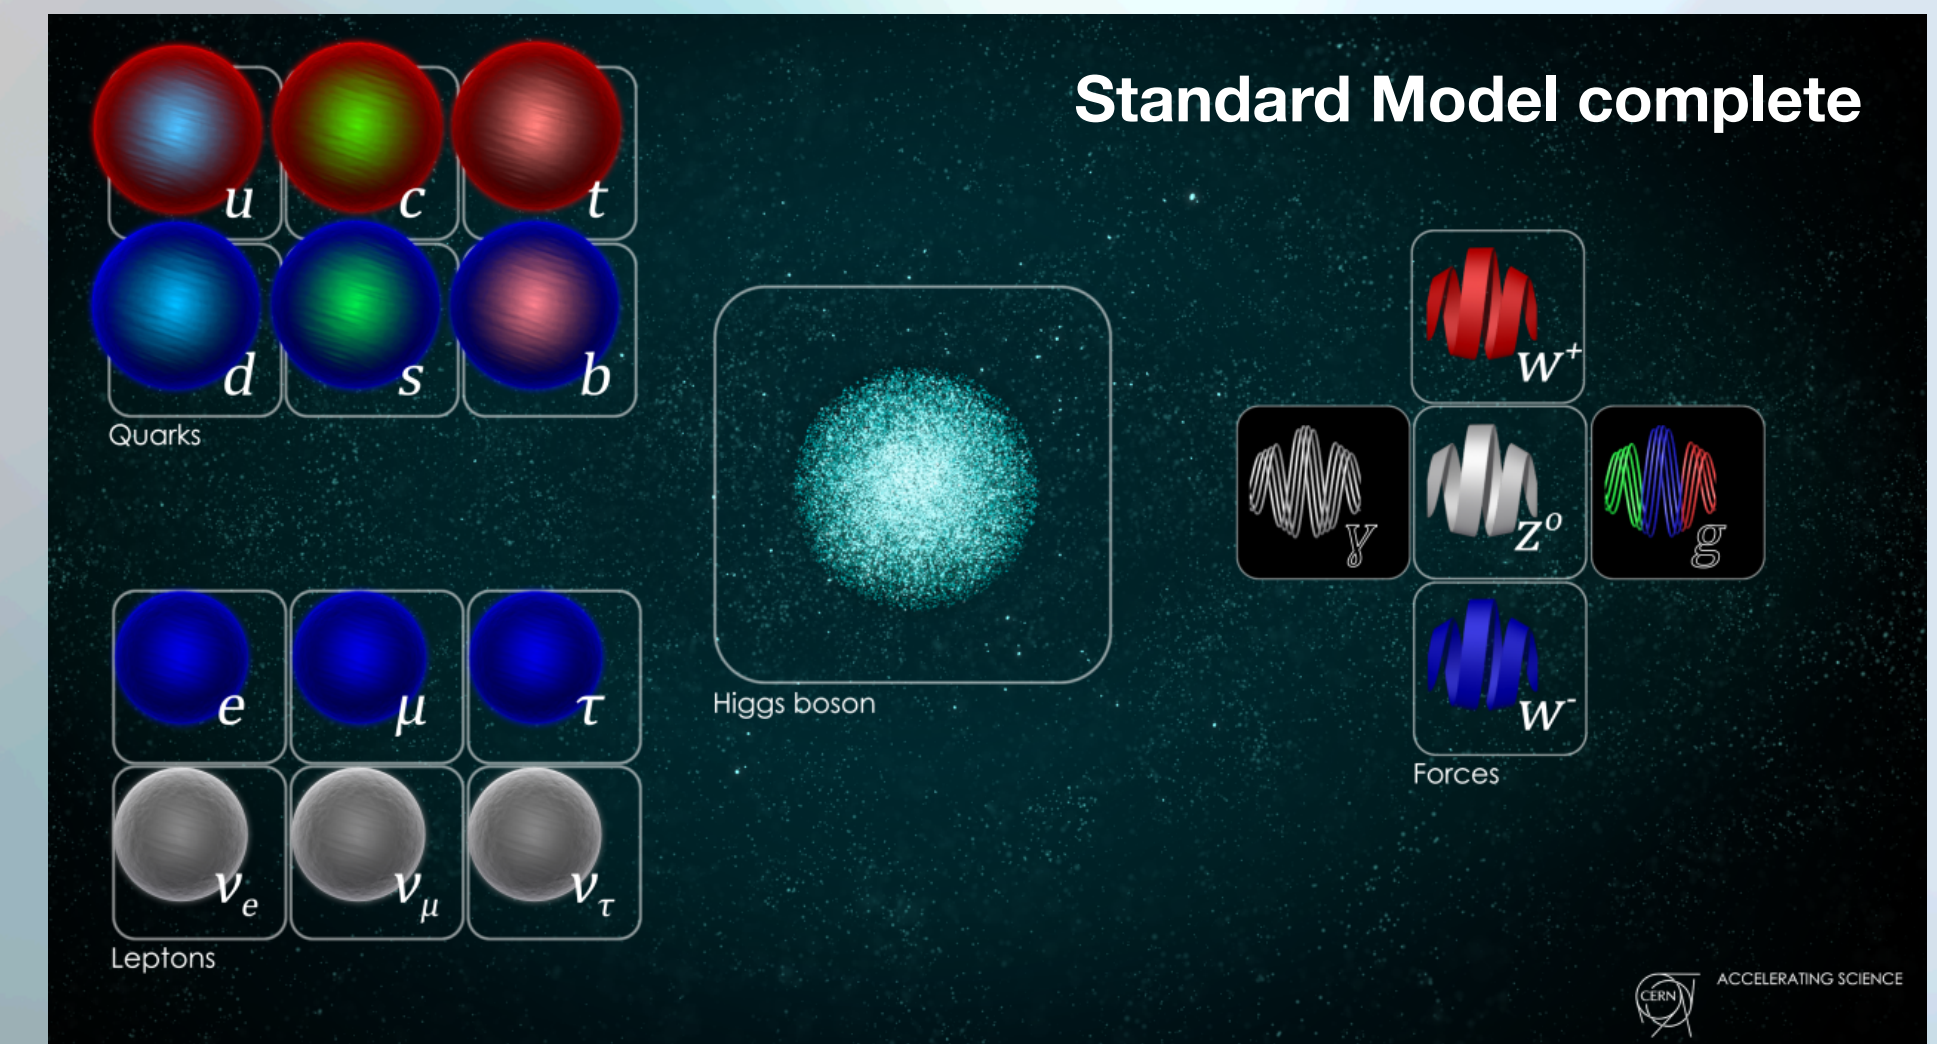 Standard Model complete
u c t
d s b
Quarks
e μ τ
νe νμ ντ
Leptons
Higgs boson
W+
γ Z0 g
W-
Forces
CERN
ACCELERATING SCIENCE